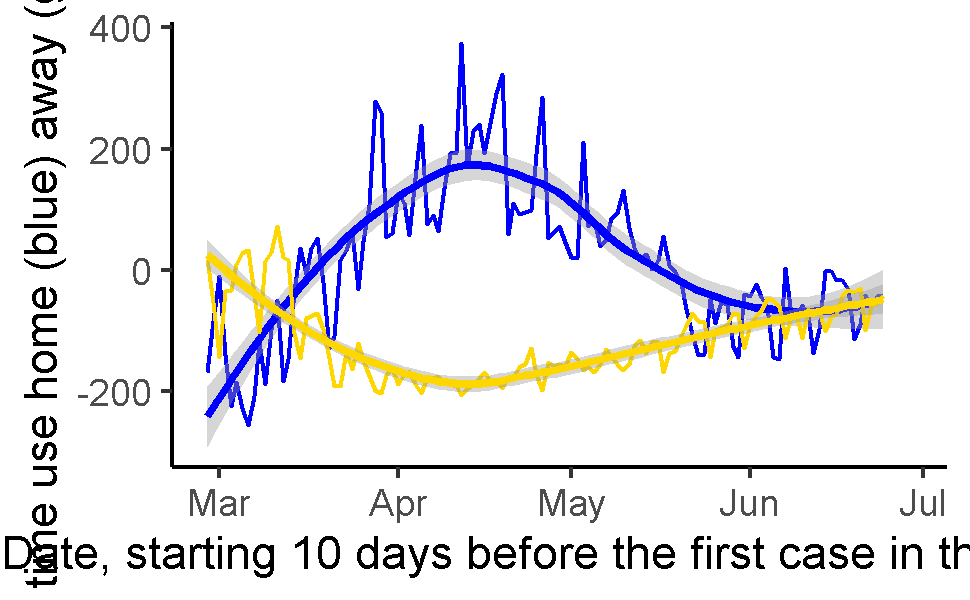 time use home (blue) away (
400
200
0
-200
Mar Apr May Jun Jul
Date, starting 10 days before the first case in th